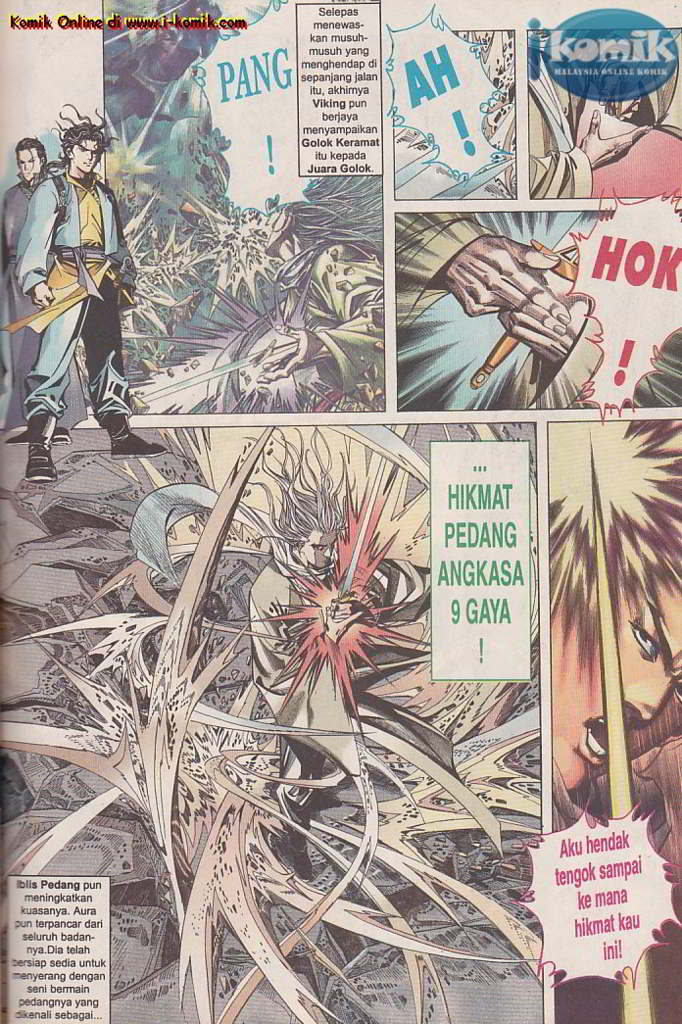 Komik Online di www.i-komik.com
ikomik
MALAYSIA ONLINE KOMIK
PANG
!
Selepas
menewas-
kan musuh-
musuh yang
menghendap di
sepanjang jalan
itu, akhirnya
Viking pun
berjaya
menyampaikan
Golok Keramat
itu kepada
Juara Golok.
AH
!
HOK
!
Iblis Pedang pun
meningkatkan
kuasanya. Aura
pun terpancar dari
seluruh badan-
nya.Dia telah
bersiap sedia untuk
menyerang dengan
seni bermain
pedangnya yang
dikenali sebagai...
...
HIKMAT
PEDANG
ANGKASA
9 GAYA
!
Aku hendak
tengok sampai
ke mana
hikmat kau
ini!